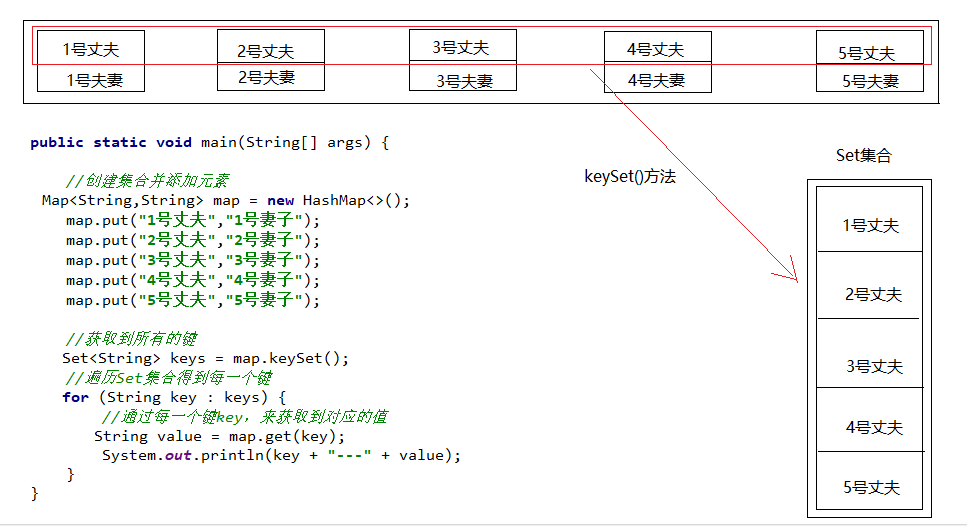 1号丈夫 2号丈夫 3号丈夫 4号丈夫 5号丈夫
1号夫妻 2号夫妻 3号夫妻 4号夫妻 5号夫妻
public static void main(String[] args) {
//创建集合并添加元素
Map<String,String> map = new HashMap<>();
map.put("1号丈夫","1号妻子");
map.put("2号丈夫","2号妻子");
map.put("3号丈夫","3号妻子");
map.put("4号丈夫","4号妻子");
map.put("5号丈夫","5号妻子");
//获取到所有的键
Set<String> keys = map.keySet();
//遍历Set集合得到每一个键
for (String key : keys) {
//通过每一个键key，来获取到对应的值
String value = map.get(key);
System.out.println(key + "---" + value);
}
}
keySet()方法
Set集合
1号丈夫
2号丈夫
3号丈夫
4号丈夫
5号丈夫